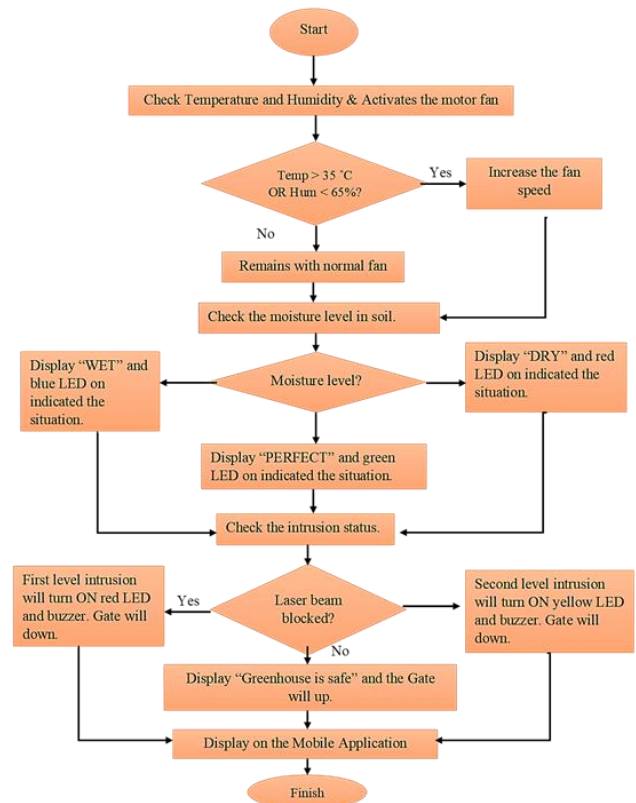 Start
Check Temperature and Humidity & Activates the motor fan
Temp > 35 ˚C
OR Hum < 65%?
Yes
Increase the fan
speed
No
Remains with normal fan
Check the moisture level in soil.
Display “WET” and
blue LED on
indicated the
situation.
Moisture level?
Display “DRY” and red
LED on indicated the
situation.
Display “PERFECT” and green
LED on indicated the situation.
Check the intrusion status.
First level intrusion
will turn ON red LED
and buzzer. Gate will
down.
Yes
Laser beam
blocked?
Second level intrusion
will turn ON yellow LED
and buzzer. Gate will
down.
No
Display “Greenhouse is safe” and the Gate
will up.
Display on the Mobile Application
Finish